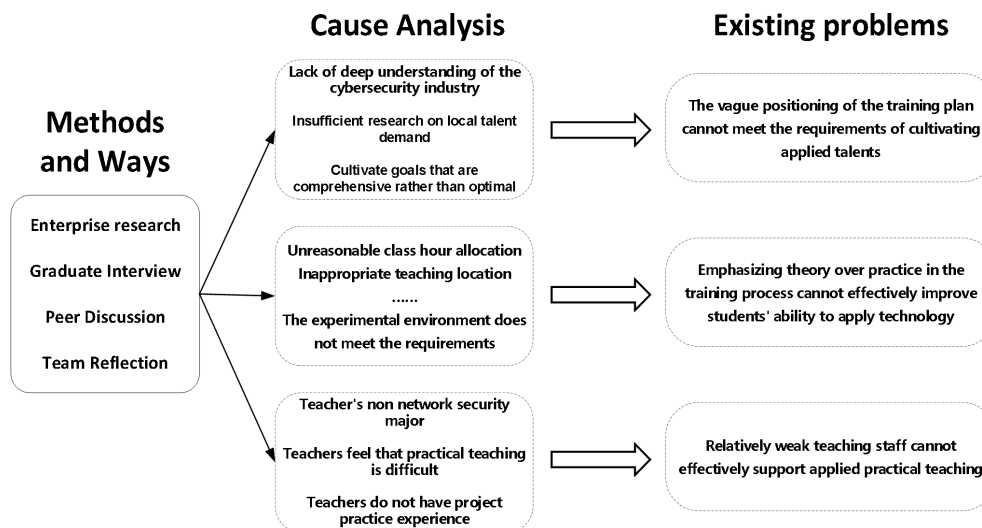 Methods
and Ways
Enterprise research
Graduate Interview
Peer Discussion
Team Reflection
Cause Analysis
Lack of deep understanding of the
cybersecurity industry
Insufficient research on local talent
demand
Cultivate goals that are
comprehensive rather than optimal
Unreasonable class hour allocation
Inappropriate teaching location
……
The experimental environment does
not meet the requirements
Teacher's non network security
major
Teachers feel that practical teaching
is difficult
Teachers do not have project
practice experience
Existing problems
The vague positioning of the training plan
cannot meet the requirements of cultivating
applied talents
Emphasizing theory over practice in the
training process cannot effectively improve
students' ability to apply technology
Relatively weak teaching staff cannot
effectively support applied practical teaching